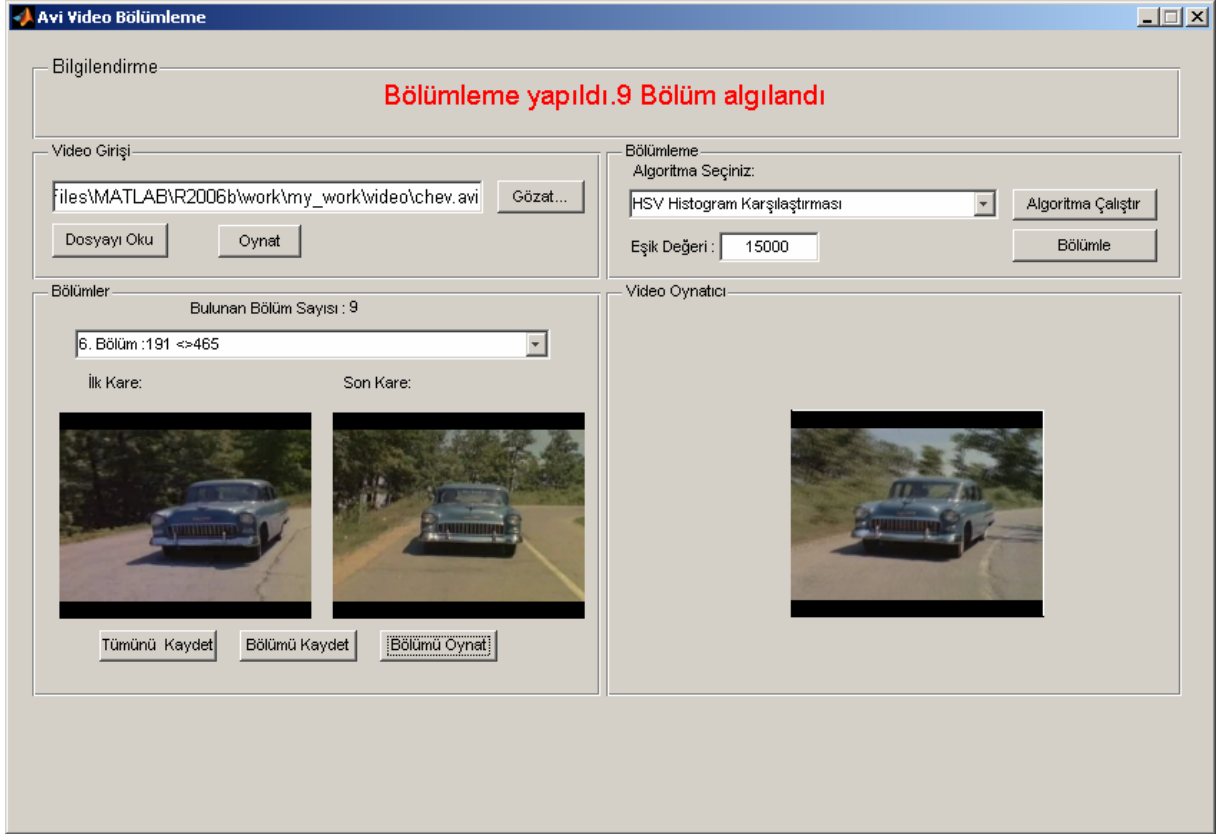 Avi Video Bölümleme
Bilgilendirme
Bölümleme yapıldı.9 Bölüm algılandı
Video Girişi
Files\MATLAB\R2006b\work\my_work\video\chev.avi
Gözat...
Dosyayı Oku
Oynat
Bölümleme
Algoritma Seçiniz:
HSV Histogram Karşılaştırması
Algoritma Çalıştır
Eşik Değeri :
15000
Bölümle
Bölümler
Bulunan Bölüm Sayısı : 9
6. Bölüm :191 <>465
İlk Kare:
Son Kare:
Tümünü Kaydet
Bölümü Kaydet
Bölümü Oynat
Video Oynatıcı